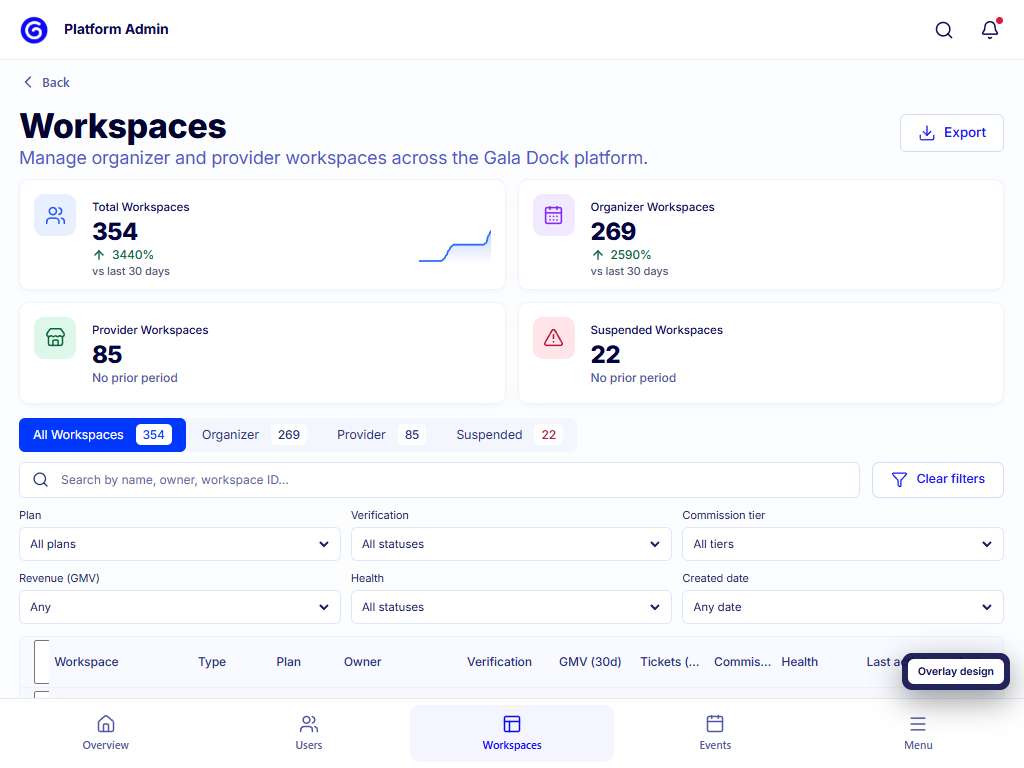 Platform Admin
Back
Workspaces
Manage organizer and provider workspaces across the Gala Dock platform.
Export
Total Workspaces
354
3440%
vs last 30 days
Organizer Workspaces
269
2590%
vs last 30 days
Provider Workspaces
85
No prior period
Suspended Workspaces
22
No prior period
All Workspaces 354 Organizer 269 Provider 85 Suspended 22
Search by name, owner, workspace ID...
Clear filters
Plan Verification Commission tier
All plans All statuses All tiers
Revenue (GMV) Health Created date
Any All statuses Any date
Workspace Type Plan Owner Verification GMV (30d) Tickets (... Commis... Health Last
Overlay design
Overview Users Workspaces Events Menu